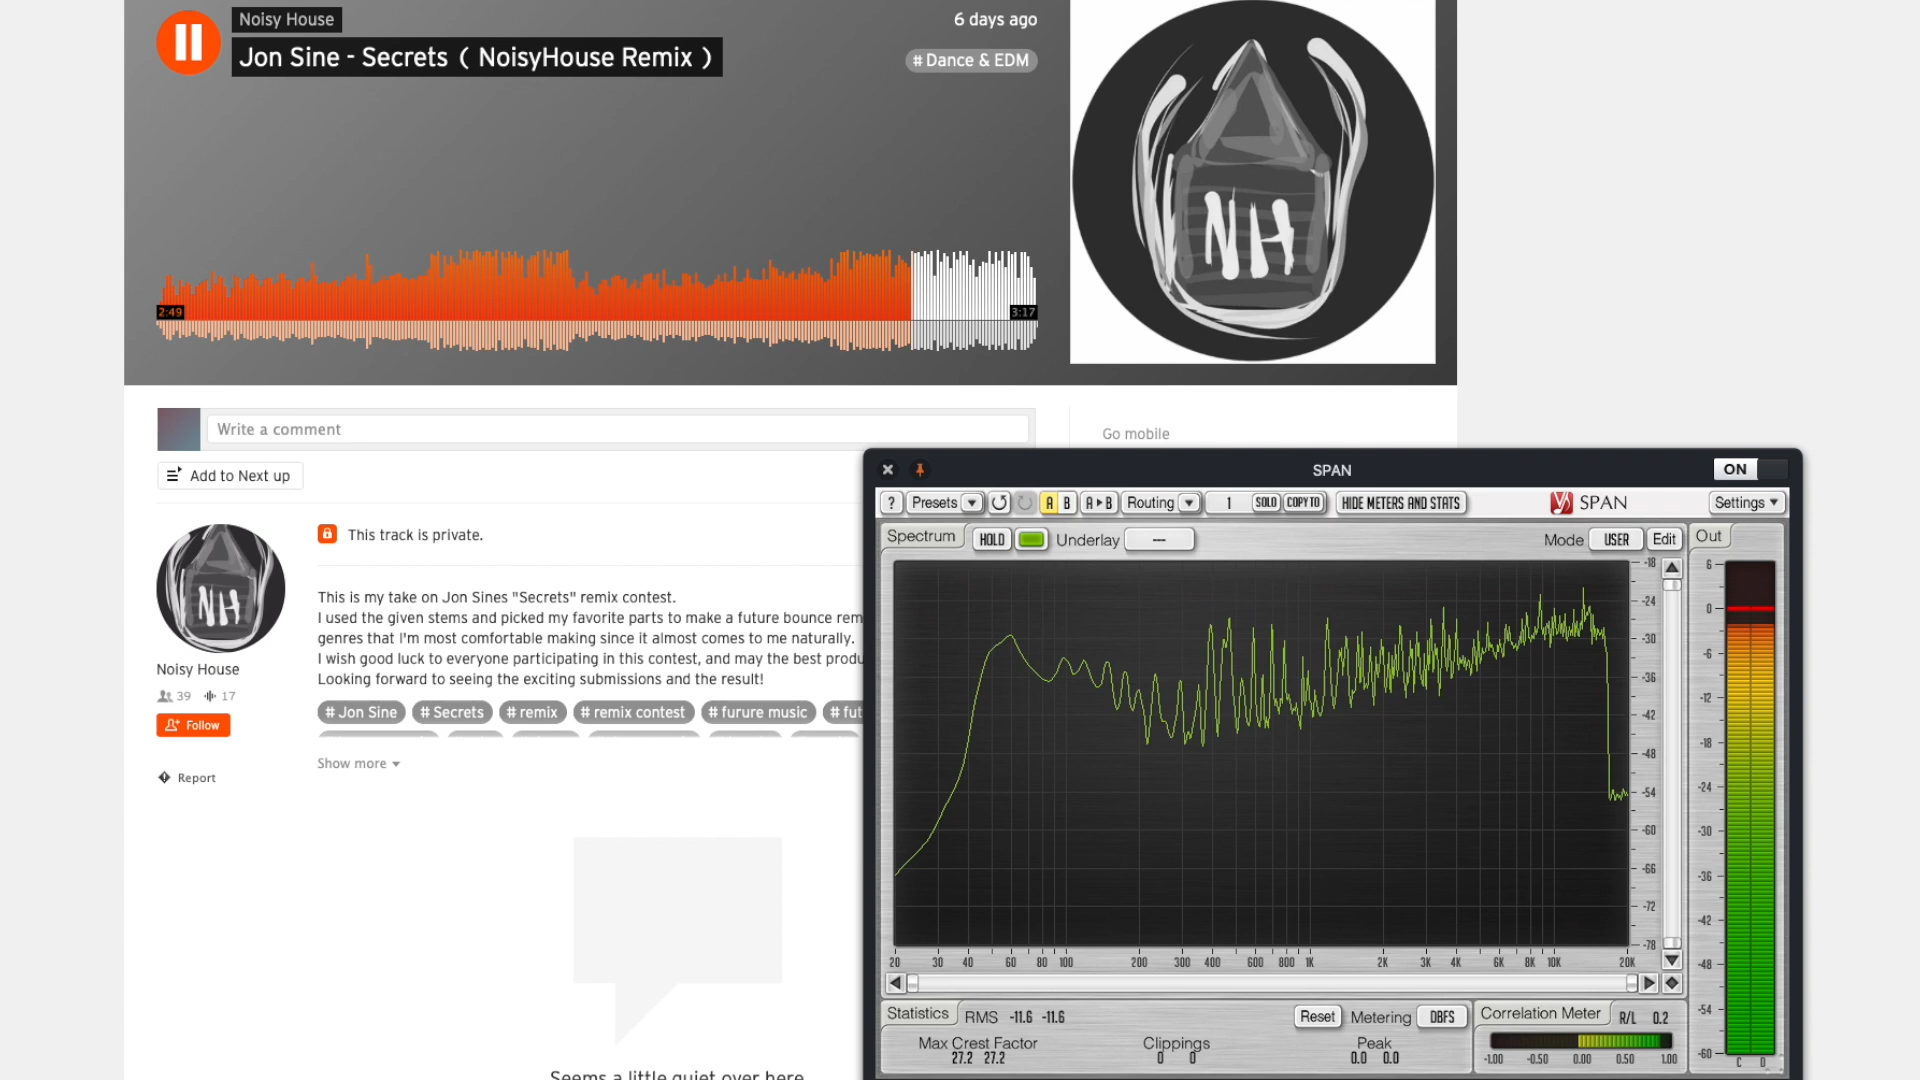 Noisy House
6 days ago
Jon Sine - Secrets ( NoisyHouse Remix )
# Dance & EDM
NH
2:49
3:17
Write a comment
Go mobile
Add to Next up
This track is private.
This is my take on Jon Sines "Secrets" remix contest.
I used the given stems and picked my favorite parts to make a future bounce rem
genres that I'm most comfortable making since it almost comes to me naturally.
I wish good luck to everyone participating in this contest, and may the best produ
Looking forward to seeing the exciting submissions and the result!
NH
Noisy House
39 17
Follow
# Jon Sine # Secrets # remix # remix contest # furure music # fut
Show more
Report
Seems a little quiet over here
SPAN
ON
? Presets A B A▸B Routing 1 SOLO COPY TO HIDE METERS AND STATS SPAN Settings
Spectrum HOLD Underlay --- Mode USER Edit Out
-18
-24
-30
-36
-42
-48
-54
-60
-66
-72
-78
20 30 40 60 80 100 200 300 400 600 800 1K 2K 3K 4K 6K 8K 10K 20K
6
0
-6
-12
-18
-24
-30
-36
-42
-48
-54
-60
Statistics RMS -11.6 -11.6 Reset Metering DBFS Correlation Meter R/L 0.2
Max Crest Factor Clippings Peak
27.2 27.2 0 0 0.0 0.0
-1.00 -0.50 0.00 0.50 1.00